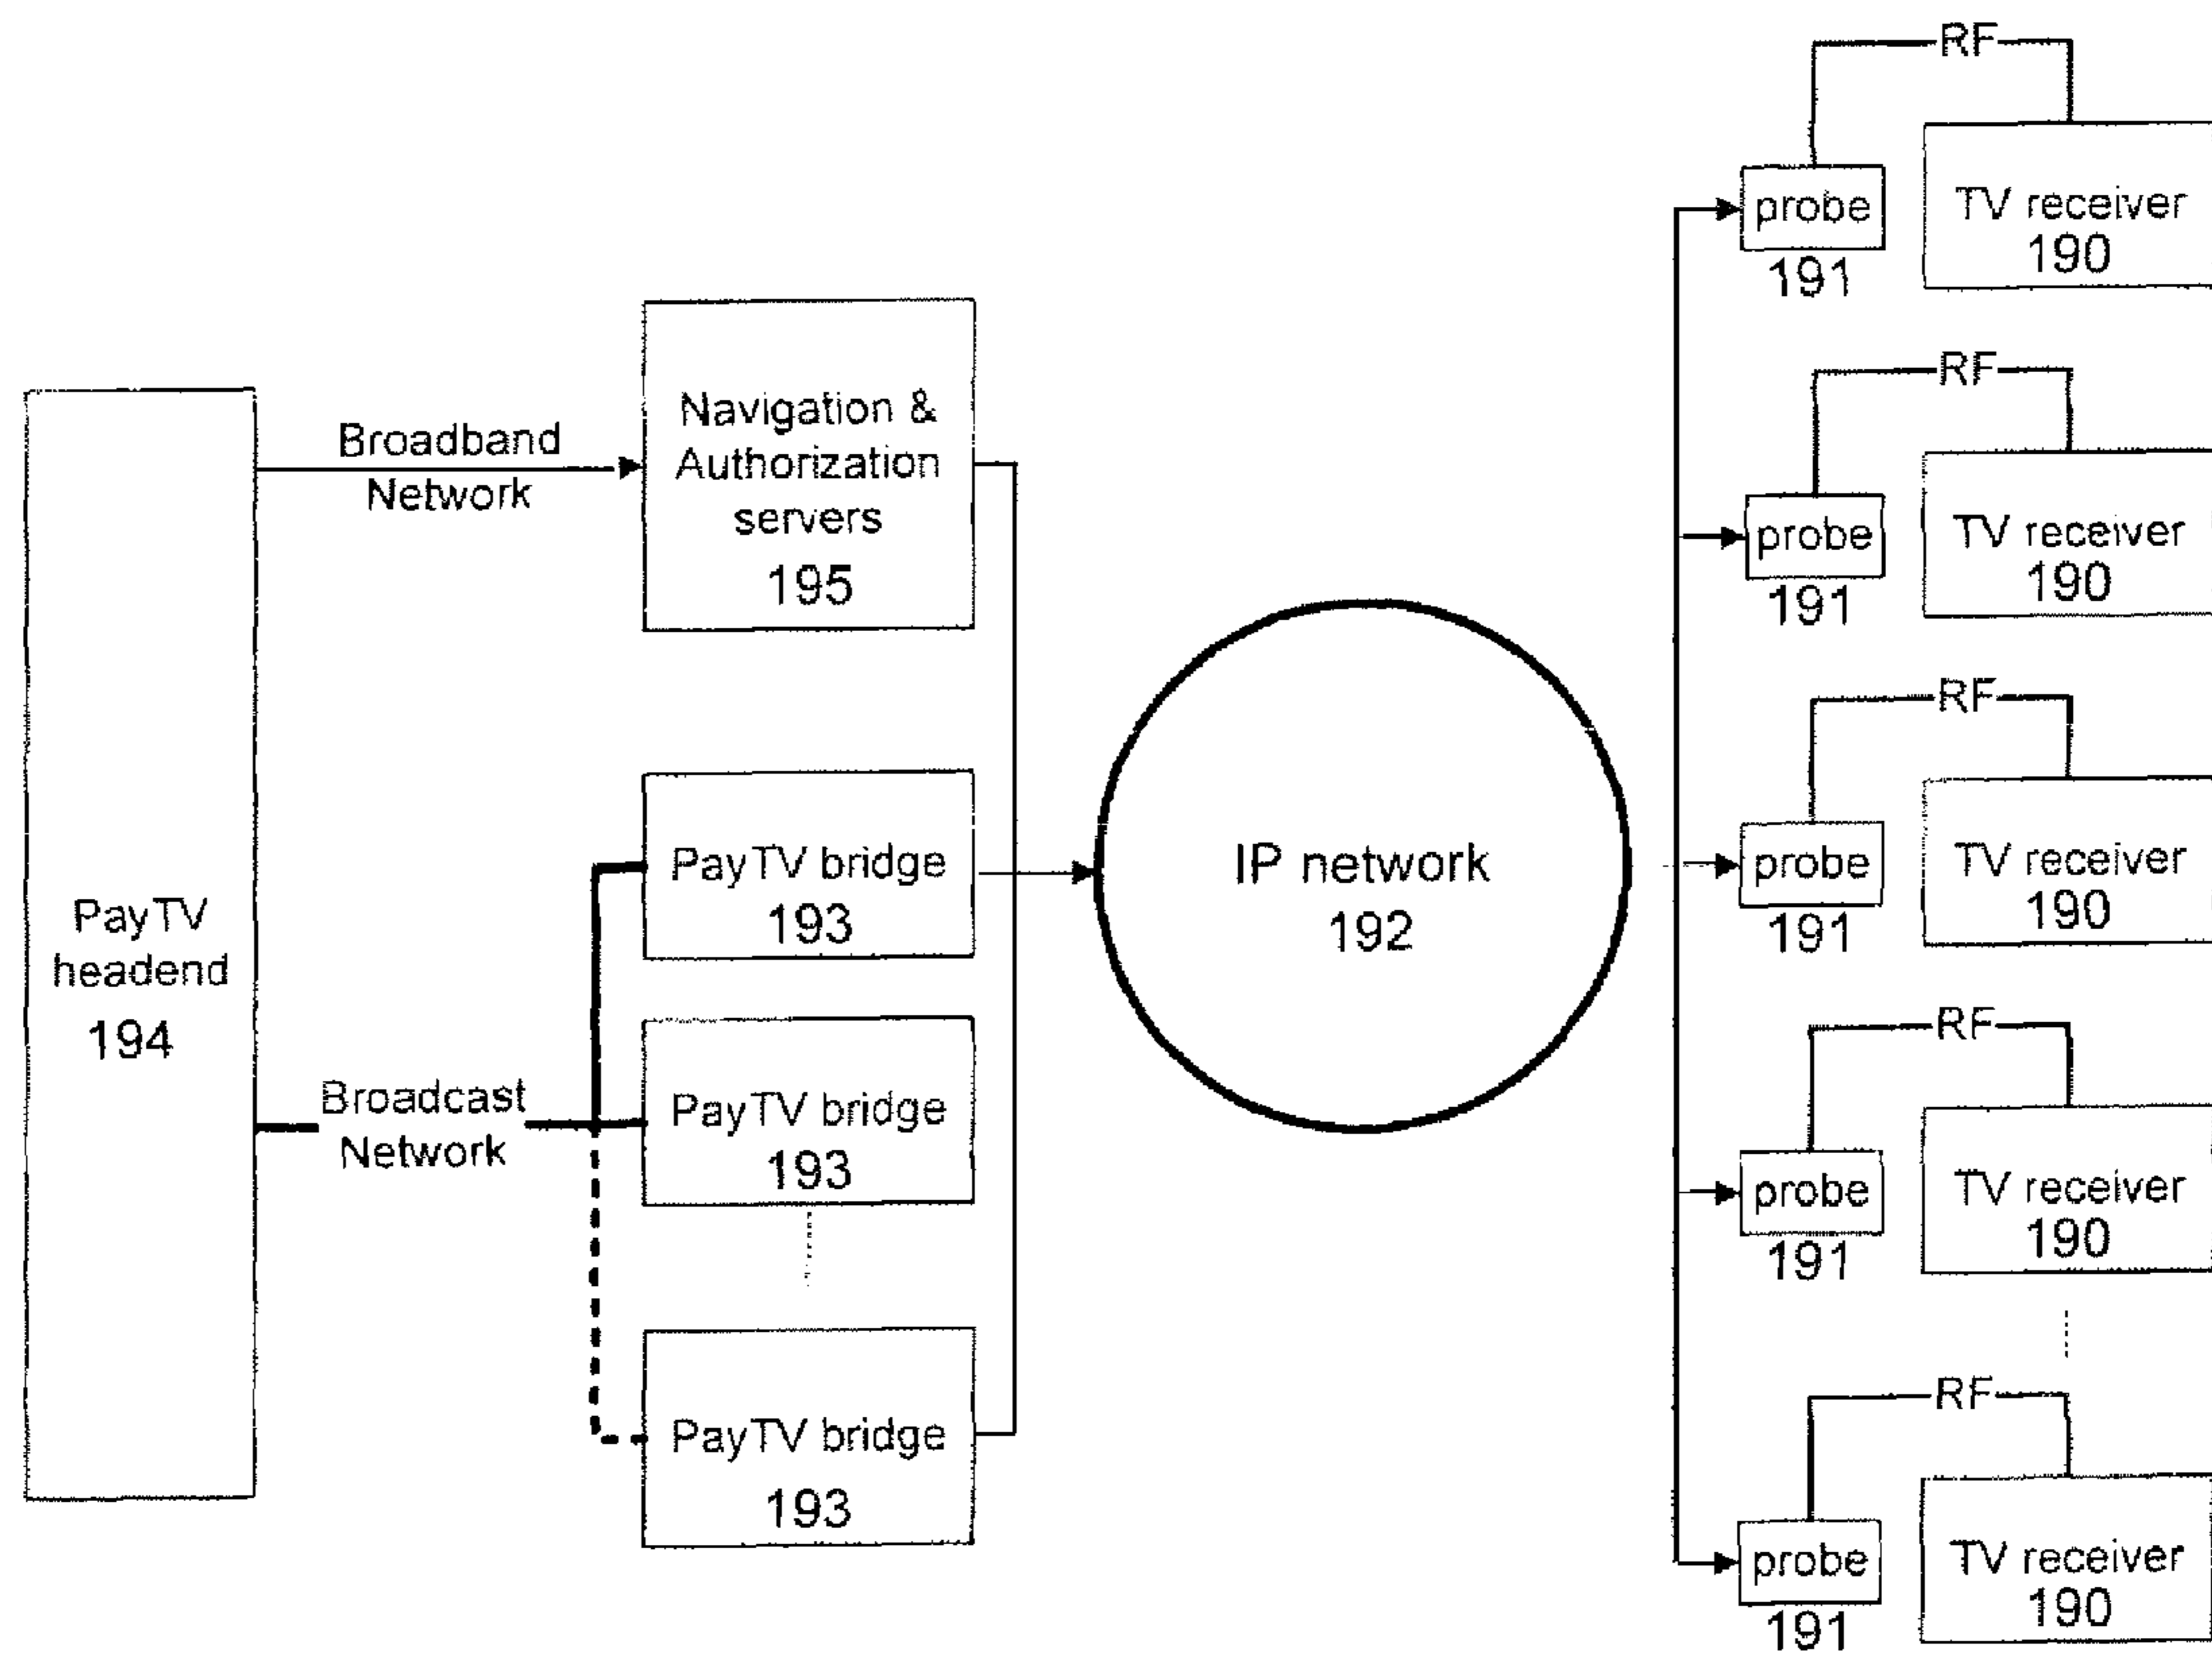 PayTV
headend
194
Broadband
Network
Broadcast
Network
Navigation &
Authorization
servers
195
PayTV bridge
193
PayTV bridge
193
PayTV bridge
193
IP network
192
RF
probe
191
TV receiver
190
RF
probe
191
TV receiver
190
RF
probe
191
TV receiver
190
RF
probe
191
TV receiver
190
RF
probe
191
TV receiver
190